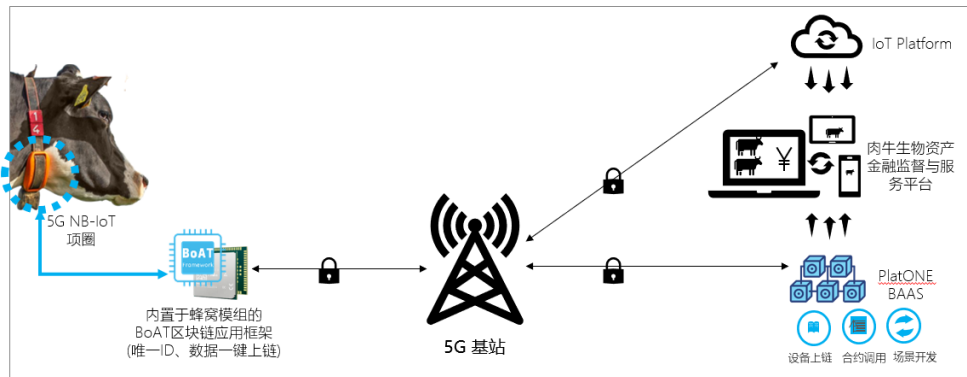 1
4
5G NB-IoT
项圈
BoAT
framework
内置于蜂窝模组的
BoAT区块链应用框架
(唯一ID、数据一键上链)
5G 基站
IoT Platform
¥
肉牛生物资产
金融监督与服
务平台
PlatONE
BAAS
设备上链 合约调用 场景开发